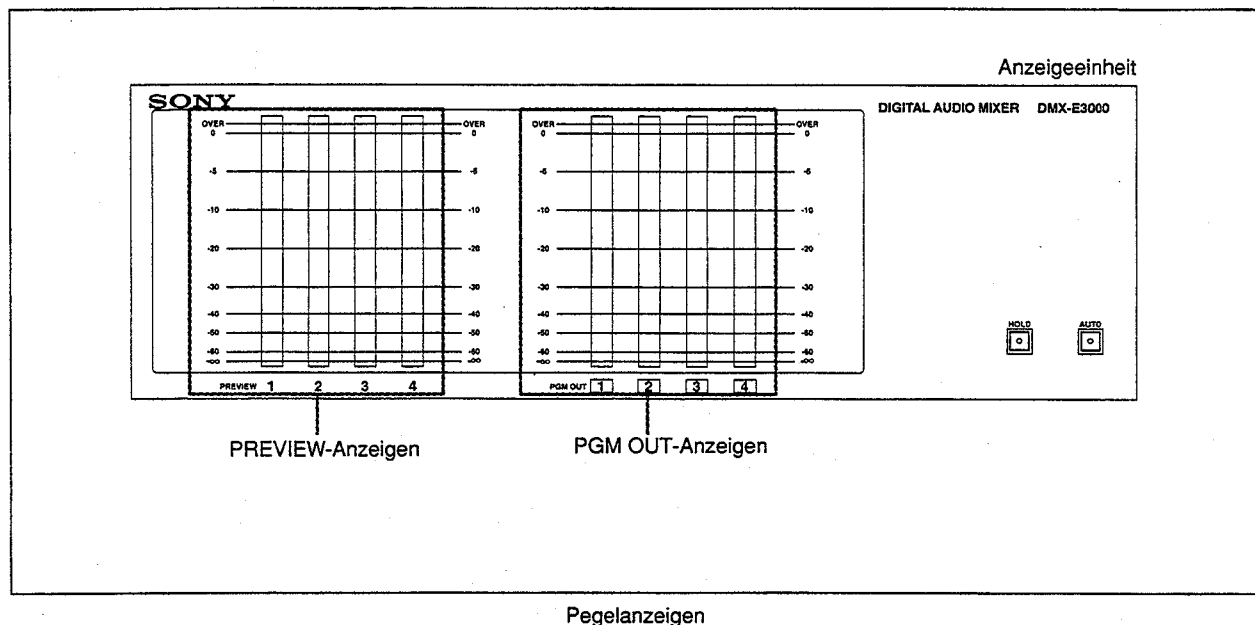 Anzeigeeinheit
SONY
DIGITAL AUDIO MIXER DMX-E3000
OVER OVER OVER OVER
0 0 0 0
-5 -5 -5 -5
-10 -10 -10 -10
-20 -20 -20 -20
-30 -30 -30 -30
-40 -40 -40 -40
-50 -50 -50 -50
-60 -60 -60 -60
-∞ -∞ -∞ -∞
HOLD AUTO
PREVIEW 1 2 3 4 PGM OUT 1 2 3 4
PREVIEW-Anzeigen PGM OUT-Anzeigen
Pegelanzeigen